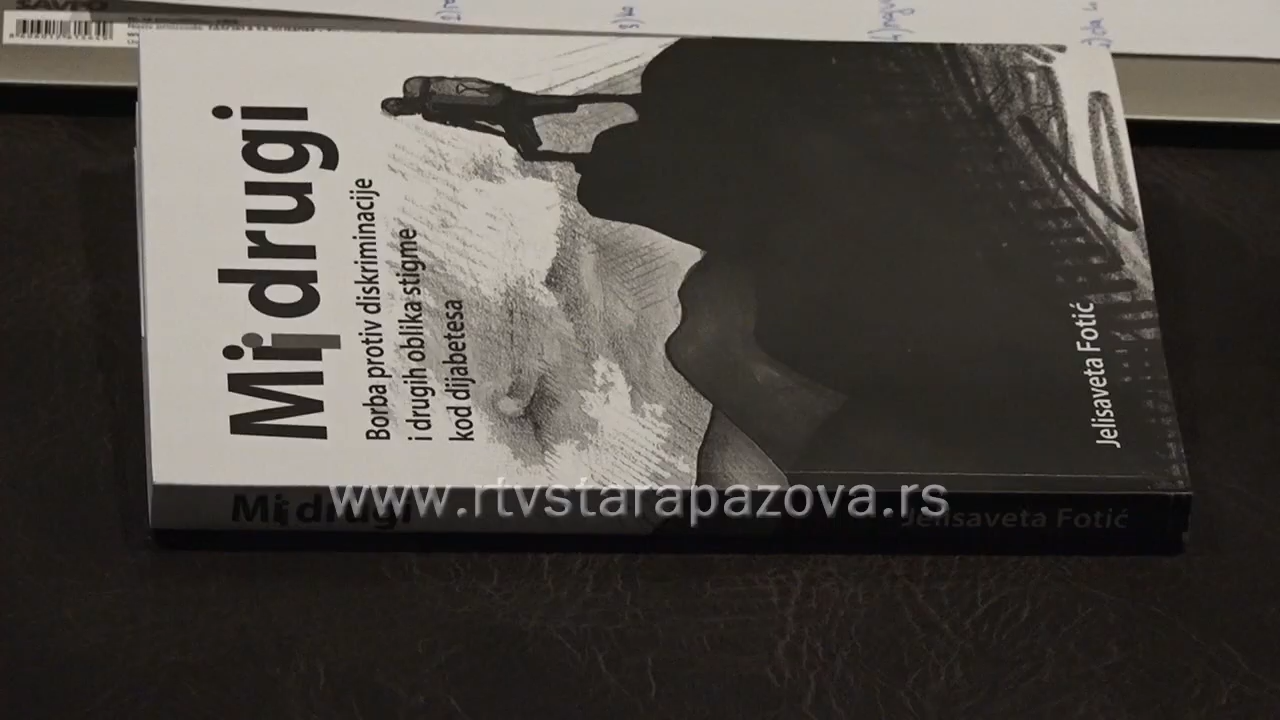 Mi i drugi
Borba protiv diskriminacije
i drugih oblika stigme
kod dijabetesa
Jelisaveta Fotić
Mi i drugi
Jelisaveta Fotić
www.rtvstarapazova.rs